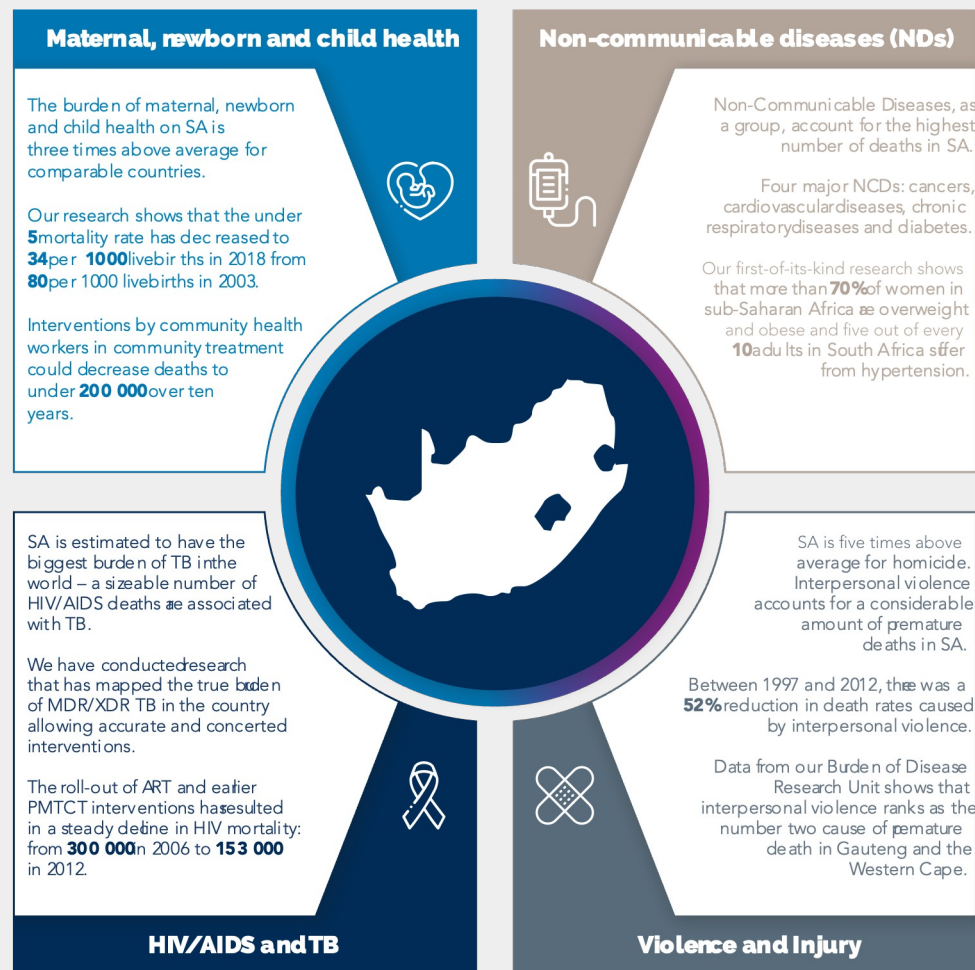 Maternal, newborn and child health
The burden of maternal, newborn
and child health on SA is
three times above average for
comparable countries.
Our research shows that the under
5mortality rate has dec reased to
34per 1000livebir ths in 2018 from
80per 1000 livebirths in 2003.
Interventions by community health
workers in community treatment
could decrease deaths to
under 200 000over ten
years.
Non-communicable diseases (NDs)
Non-Communicable Diseases, as
a group, account for the highest
number of deaths in SA.
Four major NCDs: cancers,
cardiovasculardiseases, chronic
respiratorydiseases and diabetes.
Our first-of-its-kind research shows
that more than 70%of women in
sub-Saharan Africa ae overweight
and obese and five out of every
10adults in South Africa suffer
from hypertension.
SA is estimated to have the
biggest burden of TB inthe
world – a sizeable number of
HIV/AIDS deaths ae associated
with TB.
We have conductedresearch
that has mapped the true buden
of MDR/XDR TB in the country
allowing accurate and concerted
interventions.
The roll-out of ART and earlier
PMTCT interventions hasresulted
in a steady decline in HIV mortality:
from 300 000in 2006 to 153 000
in 2012.
HIV/AIDS andTB
SA is five times above
average for homicide.
Interpersonal violence
accounts for a considerable
amount of premature
deaths in SA.
Between 1997 and 2012, thee was a
52%reduction in death rates caused
by interpersonal violence.
Data from our Burden of Disease
Research Unit shows that
interpersonal violence ranks as the
number two cause of premature
death in Gauteng and the
Western Cape.
Violence and Injury